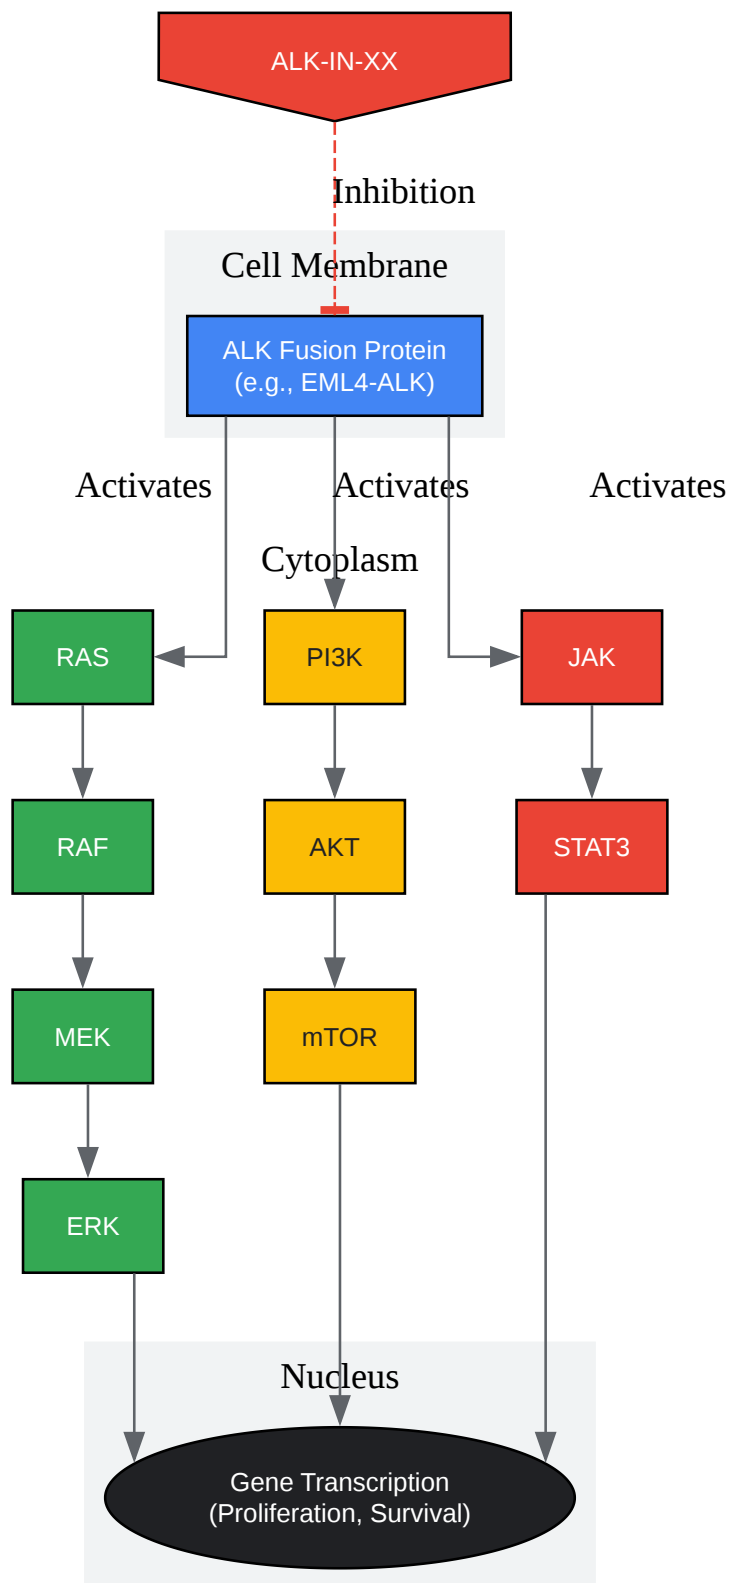 ALK-IN-XX
Inhibition
Cell Membrane
ALK Fusion Protein
(e.g., EML4-ALK)
Activates
Activates
Activates
Cytoplasm
RAS
PI3K
JAK
RAF
AKT
STAT3
MEK
mTOR
ERK
Nucleus
Gene Transcription
(Proliferation, Survival)